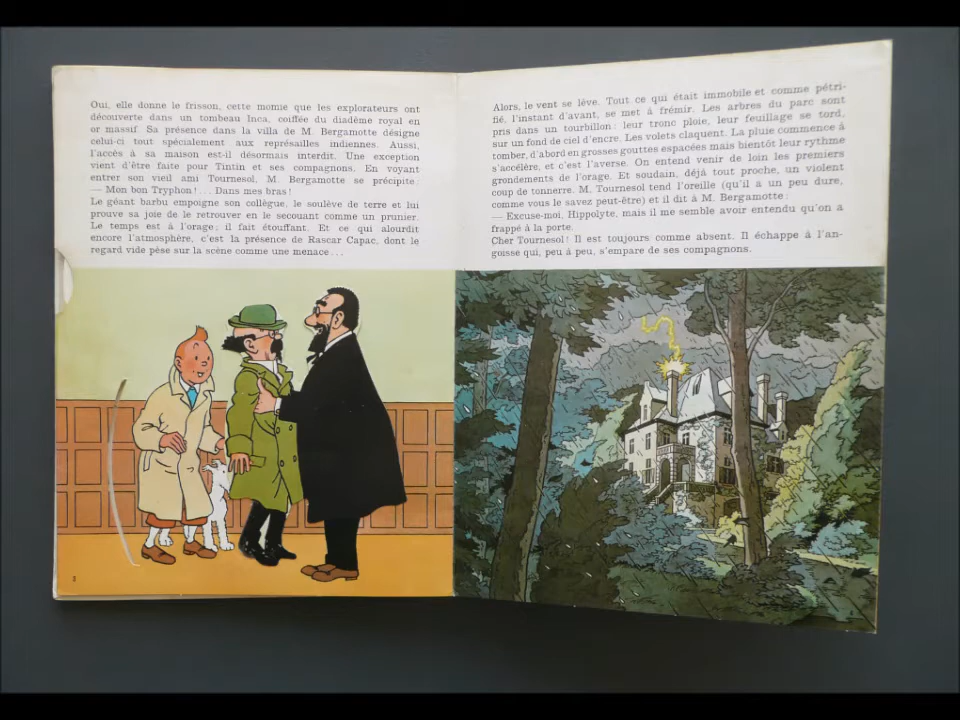 Oui, elle donne le frisson, cette momie que les explorateurs ont
découverte dans un tombeau Inca, coiffée du diadème royal en
or massif. Sa présence dans la villa de M. Bergamotte désigne
celui-ci tout spécialement aux représailles indiennes. Aussi,
l'accès à sa maison est-il désormais interdit. Une exception
vient d'être faite pour Tintin et ses compagnons. En voyant
entrer son vieil ami Tournesol, M. Bergamotte se précipite:
— Mon bon Tryphon!... Dans mes bras!
Le géant barbu empoigne son collègue, le soulève de terre et lui
prouve sa joie de le retrouver en le secouant comme un prunier.
Le temps est à l'orage; il fait étouffant. Et ce qui alourdit
encore l'atmosphère, c'est la présence de Rascar Capac, dont le
regard vide pèse sur la scène comme une menace...
3
Alors, le vent se lève. Tout ce qui était immobile et comme pétri-
fié, l'instant d'avant, se met à frémir. Les arbres du parc sont
pris dans un tourbillon: leur tronc ploie, leur feuillage se tord,
sur un fond de ciel d'encre. Les volets claquent. La pluie commence à
tomber, d'abord en grosses gouttes espacées mais bientôt leur rythme
s'accélère, et c'est l'averse. On entend venir de loin les premiers
grondements de l'orage. Et soudain, déjà tout proche, un violent
coup de tonnerre. M. Tournesol tend l'oreille (qu'il a un peu dure,
comme vous le savez peut-être) et il dit à M. Bergamotte:
— Excuse-moi, Hippolyte, mais il me semble avoir entendu qu'on a
frappé à la porte.
Cher Tournesol! Il est toujours comme absent. Il échappe à l'an-
goisse qui, peu à peu, s'empare de ses compagnons.